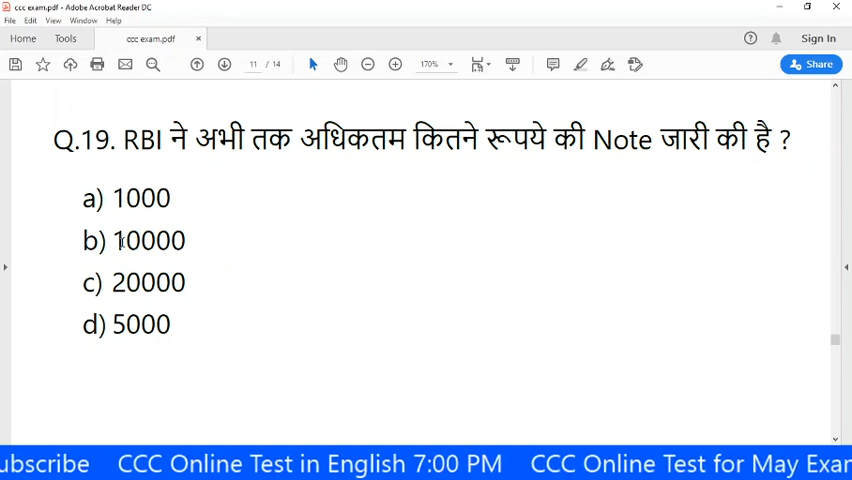 ccc exam.pdf - Adobe Acrobat Reader DC
File Edit View Window Help
Home Tools ccc exam.pdf × Sign In
11 / 14 170% Share
Q.19. RBI ने अभी तक अधिकतम कितने रूपये की Note जारी की है ?
a) 1000
b) 10000
c) 20000
d) 5000
ubscribe CCC Online Test in English 7:00 PM CCC Online Test for May Exan